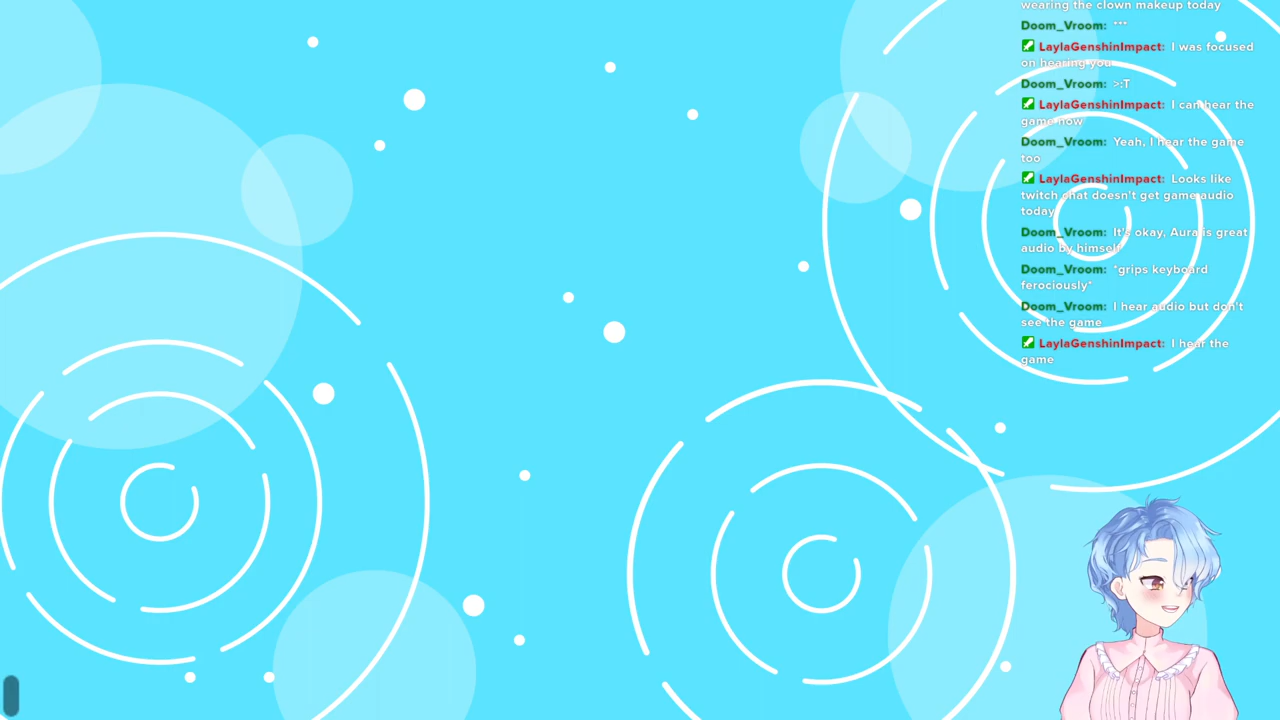 wearing the clown makeup today
Doom_Vroom: ***
LaylaGenshinImpact: I was focused
on hearing you
Doom_Vroom: >:T
LaylaGenshinImpact: I can hear the
game now
Doom_Vroom: Yeah, I hear the game
too
LaylaGenshinImpact: Looks like
twitch chat doesn't get game audio
today
Doom_Vroom: It's okay, Aura is great
audio by himself
Doom_Vroom: *grips keyboard
ferociously*
Doom_Vroom: I hear audio but don't
see the game
LaylaGenshinImpact: I hear the
game